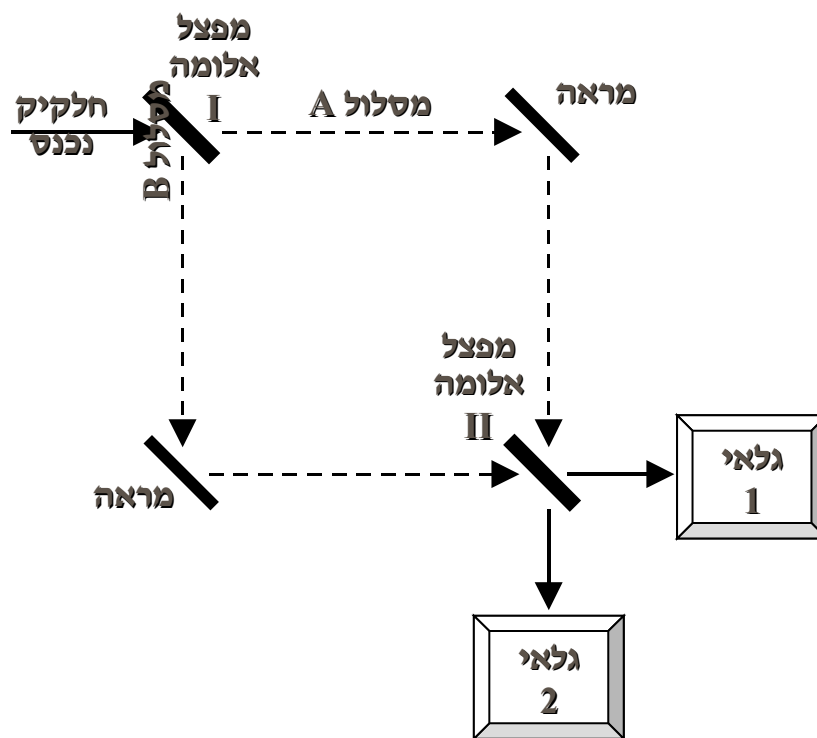 מפצל
אלומה
I
חלקיק
נכנס
מסלול B
מסלול A
מראה
מפצל
אלומה
II
מראה
גלאי
1
גלאי
2